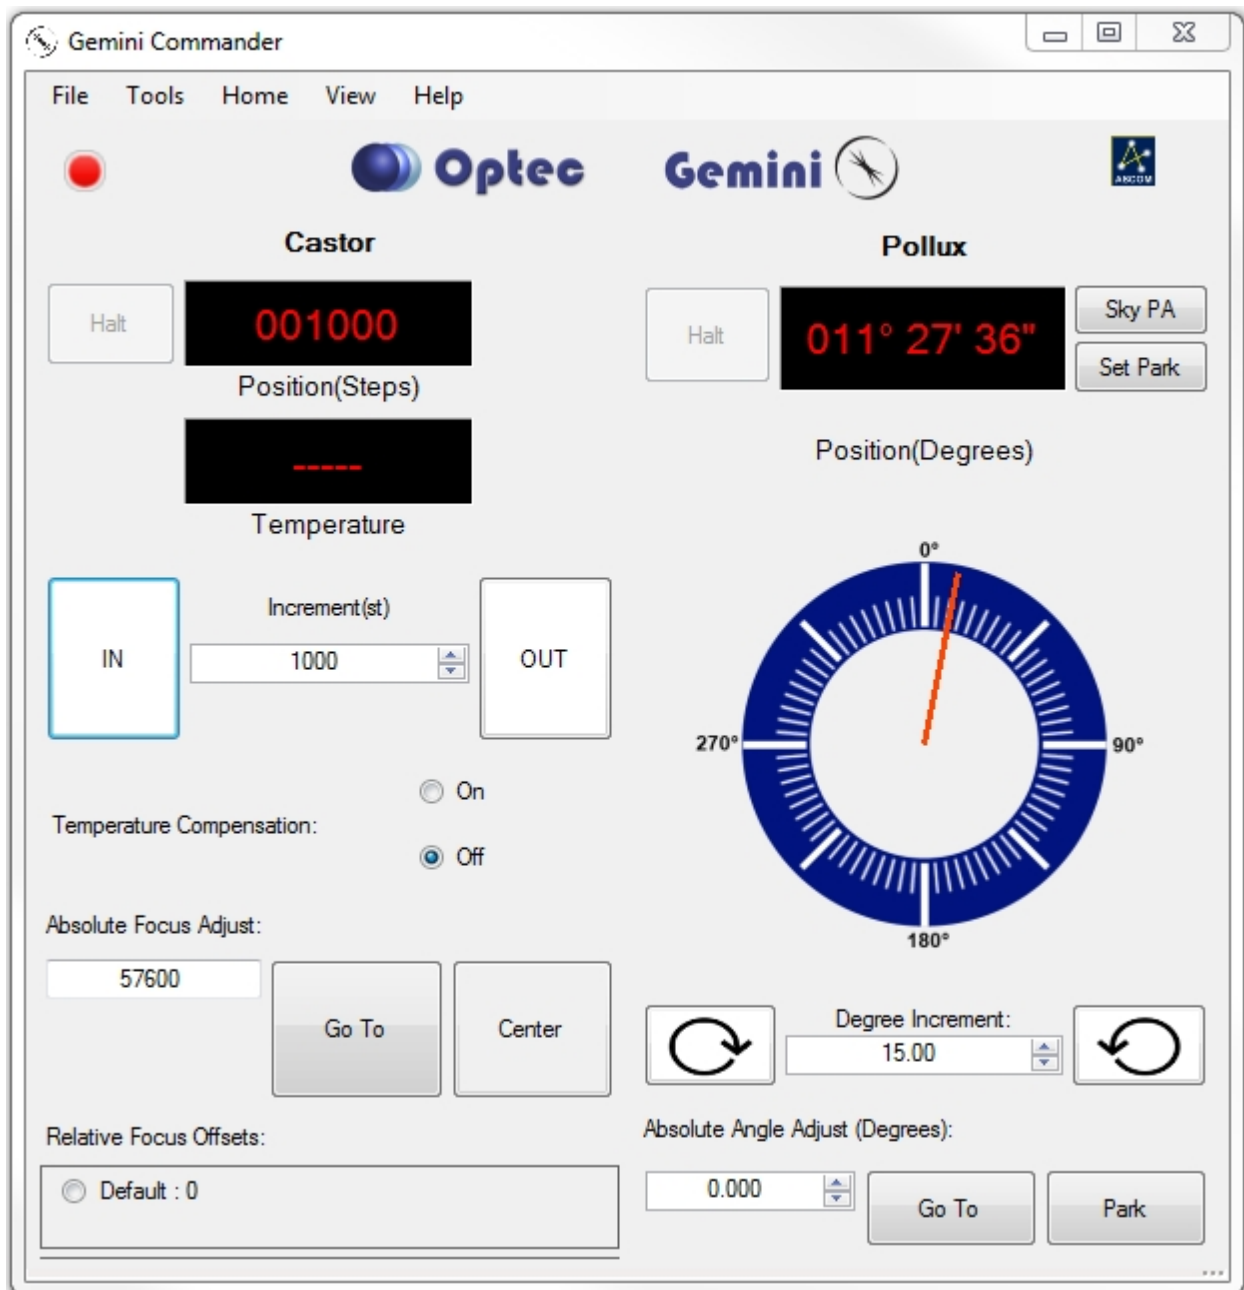 Gemini Commander
File Tools Home View Help
Optec Gemini
ASCOM
Castor
Halt
001000
Position(Steps)
-----
Temperature
IN
Increment(st)
1000
OUT
Temperature Compensation:
On
Off
Absolute Focus Adjust:
57600
Go To
Center
Relative Focus Offsets:
Default : 0
Pollux
Halt
011° 27' 36"
Sky PA
Set Park
Position(Degrees)
0°
270°
90°
180°
Degree Increment:
15.00
Absolute Angle Adjust (Degrees):
0.000
Go To
Park